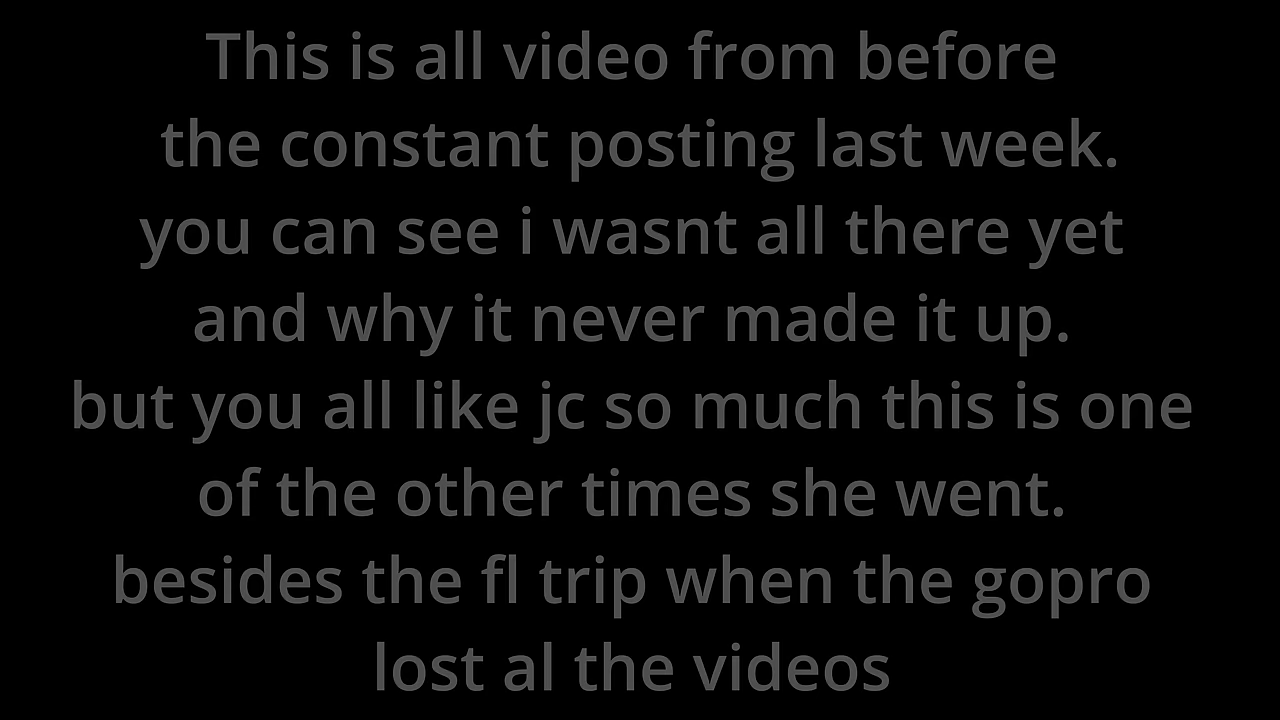 This is all video from before
the constant posting last week.
you can see i wasnt all there yet
and why it never made it up.
but you all like jc so much this is one
of the other times she went.
besides the fl trip when the gopro
lost al the videos